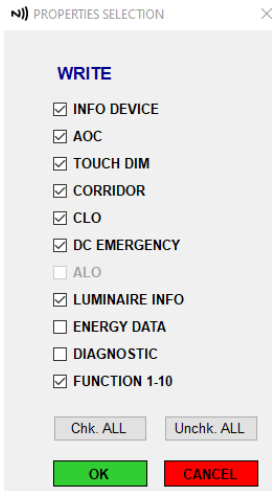 PROPERTIES SELECTION
WRITE
INFO DEVICE
AOC
TOUCH DIM
CORRIDOR
CLO
DC EMERGENCY
ALO
LUMINAIRE INFO
ENERGY DATA
DIAGNOSTIC
FUNCTION 1-10
Chk. ALL Unchk. ALL
OK CANCEL